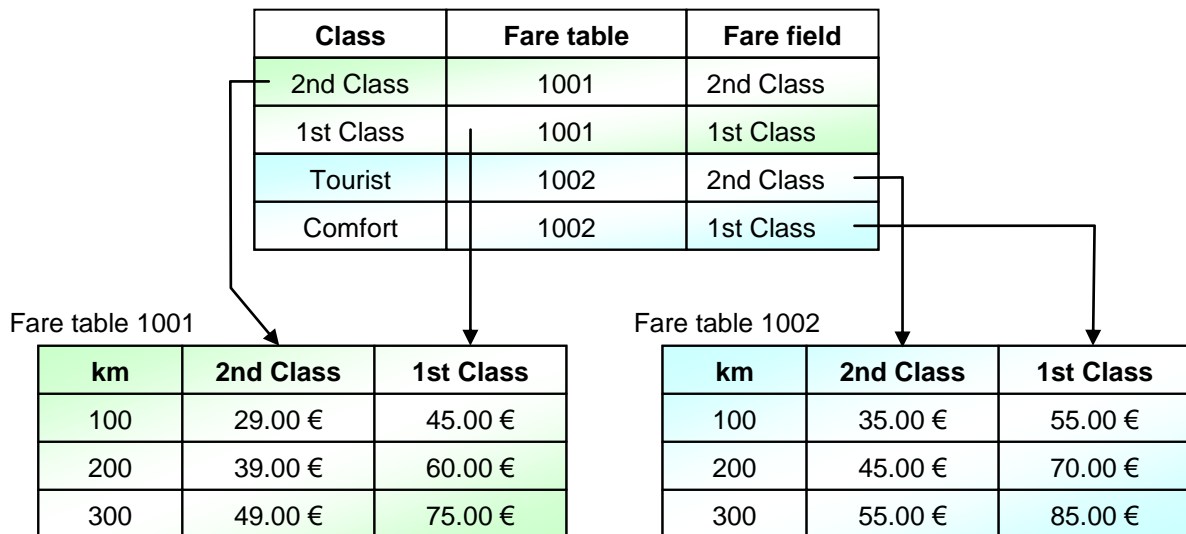 Class Fare table Fare field
2nd Class 1001 2nd Class
1st Class 1001 1st Class
Tourist 1002 2nd Class
Comfort 1002 1st Class
Fare table 1001
km 2nd Class 1st Class
100 29.00 € 45.00 €
200 39.00 € 60.00 €
300 49.00 € 75.00 €
Fare table 1002
km 2nd Class 1st Class
100 35.00 € 55.00 €
200 45.00 € 70.00 €
300 55.00 € 85.00 €